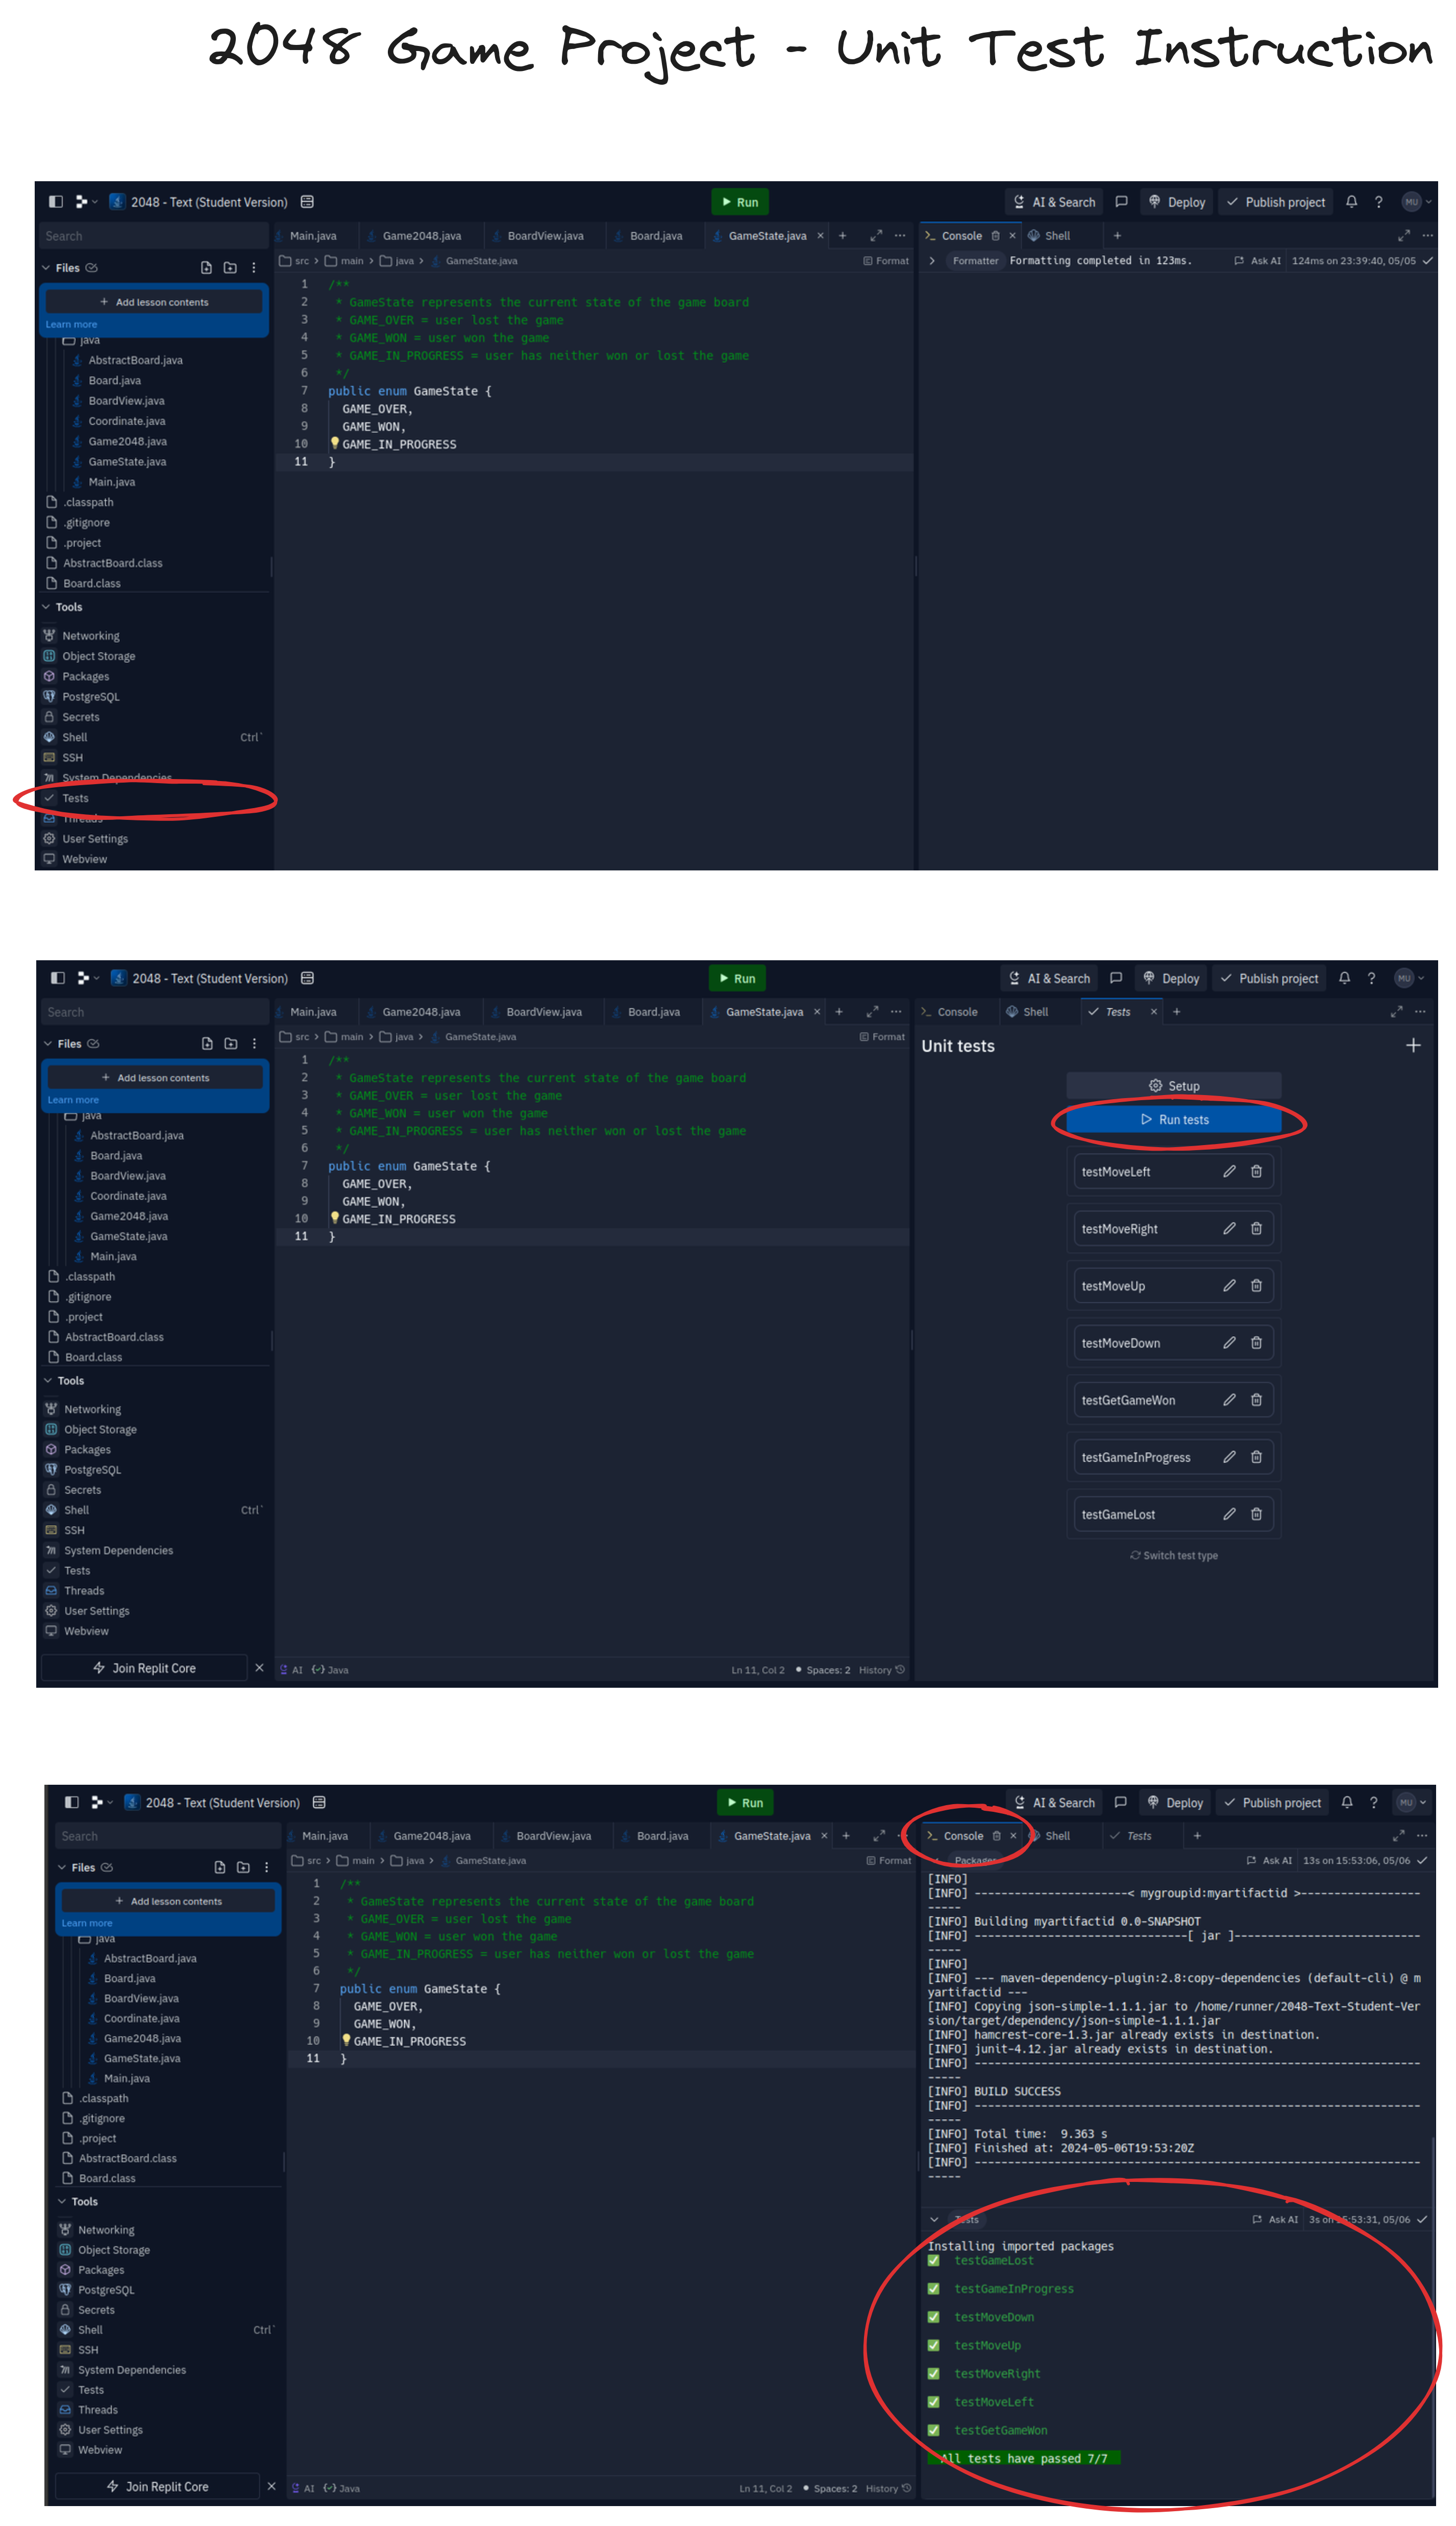 2048 Game Project - Unit Test Instruction
2048 - Text (Student Version)
Run
AI & Search
Deploy
Publish project
MU
Search
Main.java
Game2048.java
BoardView.java
Board.java
GameState.java
Console
Shell
Files
src > main > java > GameState.java
Format
Formatter Formatting completed in 123ms.
Ask AI
124ms on 23:39:40, 05/05
+ Add lesson contents
Learn more
java
AbstractBoard.java
Board.java
BoardView.java
Coordinate.java
Game2048.java
GameState.java
Main.java
.classpath
.gitignore
.project
AbstractBoard.class
Board.class
Tools
Networking
Object Storage
Packages
PostgreSQL
Secrets
Shell Ctrl`
SSH
System Dependencies
Tests
Threads
User Settings
Webview
1 /**
2 * GameState represents the current state of the game board
3 * GAME_OVER = user lost the game
4 * GAME_WON = user won the game
5 * GAME_IN_PROGRESS = user has neither won or lost the game
6 */
7 public enum GameState {
8 GAME_OVER,
9 GAME_WON,
10 GAME_IN_PROGRESS
11 }
2048 - Text (Student Version)
Run
AI & Search
Deploy
Publish project
MU
Search
Main.java
Game2048.java
BoardView.java
Board.java
GameState.java
Console
Shell
Tests
Files
src > main > java > GameState.java
Format
+ Add lesson contents
Learn more
java
AbstractBoard.java
Board.java
BoardView.java
Coordinate.java
Game2048.java
GameState.java
Main.java
.classpath
.gitignore
.project
AbstractBoard.class
Board.class
Tools
Networking
Object Storage
Packages
PostgreSQL
Secrets
Shell Ctrl`
SSH
System Dependencies
Tests
Threads
User Settings
Webview
Join Replit Core
1 /**
2 * GameState represents the current state of the game board
3 * GAME_OVER = user lost the game
4 * GAME_WON = user won the game
5 * GAME_IN_PROGRESS = user has neither won or lost the game
6 */
7 public enum GameState {
8 GAME_OVER,
9 GAME_WON,
10 GAME_IN_PROGRESS
11 }
AI
Java
Ln 11, Col 2
Spaces: 2
History
Unit tests
Setup
Run tests
testMoveLeft
testMoveRight
testMoveUp
testMoveDown
testGetGameWon
testGameInProgress
testGameLost
Switch test type
2048 - Text (Student Version)
Run
AI & Search
Deploy
Publish project
MU
Search
Main.java
Game2048.java
BoardView.java
Board.java
GameState.java
Console
Shell
Tests
Files
src > main > java > GameState.java
Format
Packages
Ask AI
13s on 15:53:06, 05/06
+ Add lesson contents
Learn more
java
AbstractBoard.java
Board.java
BoardView.java
Coordinate.java
Game2048.java
GameState.java
Main.java
.classpath
.gitignore
.project
AbstractBoard.class
Board.class
Tools
Networking
Object Storage
Packages
PostgreSQL
Secrets
Shell Ctrl`
SSH
System Dependencies
Tests
Threads
User Settings
Webview
Join Replit Core
1 /**
2 * GameState represents the current state of the game board
3 * GAME_OVER = user lost the game
4 * GAME_WON = user won the game
5 * GAME_IN_PROGRESS = user has neither won or lost the game
6 */
7 public enum GameState {
8 GAME_OVER,
9 GAME_WON,
10 GAME_IN_PROGRESS
11 }
AI
Java
Ln 11, Col 2
Spaces: 2
History
[INFO]
[INFO] -----------------------< mygroupid:myartifactid >------------------
-----
[INFO] Building myartifactid 0.0-SNAPSHOT
[INFO] --------------------------------[ jar ]----------------------------
-----
[INFO]
[INFO] --- maven-dependency-plugin:2.8:copy-dependencies (default-cli) @ m
yartifactid ---
[INFO] Copying json-simple-1.1.1.jar to /home/runner/2048-Text-Student-Ver
sion/target/dependency/json-simple-1.1.1.jar
[INFO] hamcrest-core-1.3.jar already exists in destination.
[INFO] junit-4.12.jar already exists in destination.
[INFO] -------------------------------------------------------------------
-----
[INFO] BUILD SUCCESS
[INFO] -------------------------------------------------------------------
-----
[INFO] Total time: 9.363 s
[INFO] Finished at: 2024-05-06T19:53:20Z
[INFO] -------------------------------------------------------------------
-----
Tests
Ask AI
3s on 15:53:31, 05/06
Installing imported packages
testGameLost
testGameInProgress
testMoveDown
testMoveUp
testMoveRight
testMoveLeft
testGetGameWon
All tests have passed 7/7